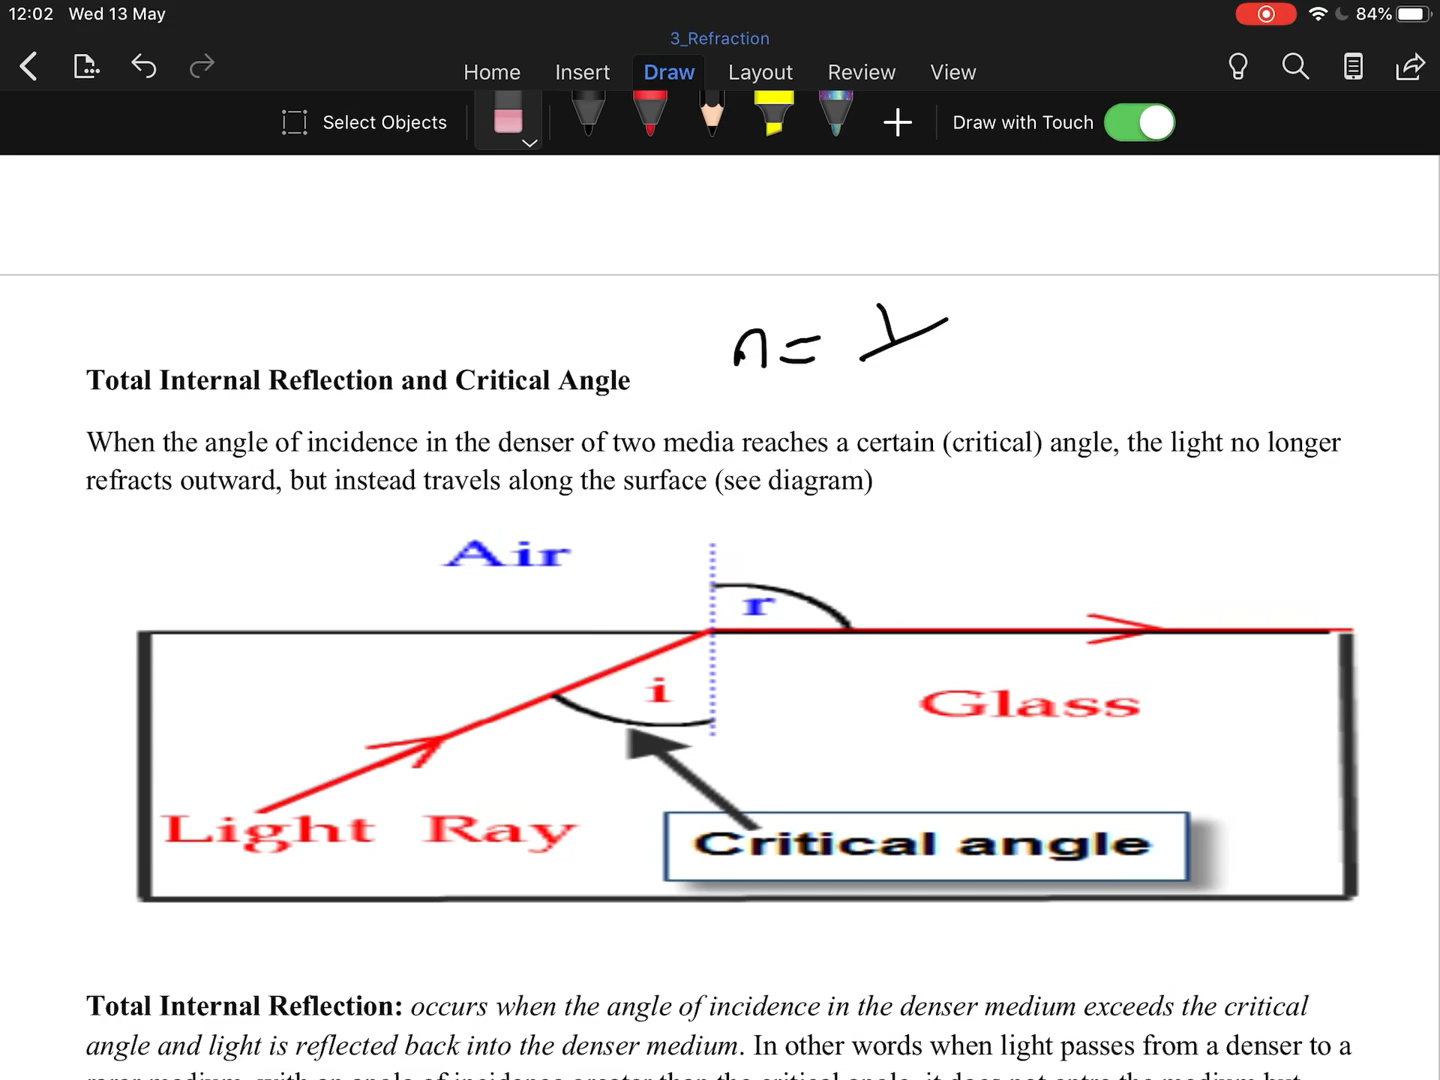 12:02 Wed 13 May
84%
3_Refraction
Home Insert Draw Layout Review View
Select Objects
Draw with Touch
n = 1
Total Internal Reflection and Critical Angle
When the angle of incidence in the denser of two media reaches a certain (critical) angle, the light no longer
refracts outward, but instead travels along the surface (see diagram)
Air
r
i
Glass
Light Ray
Critical angle
Total Internal Reflection: occurs when the angle of incidence in the denser medium exceeds the critical
angle and light is reflected back into the denser medium. In other words when light passes from a denser to a